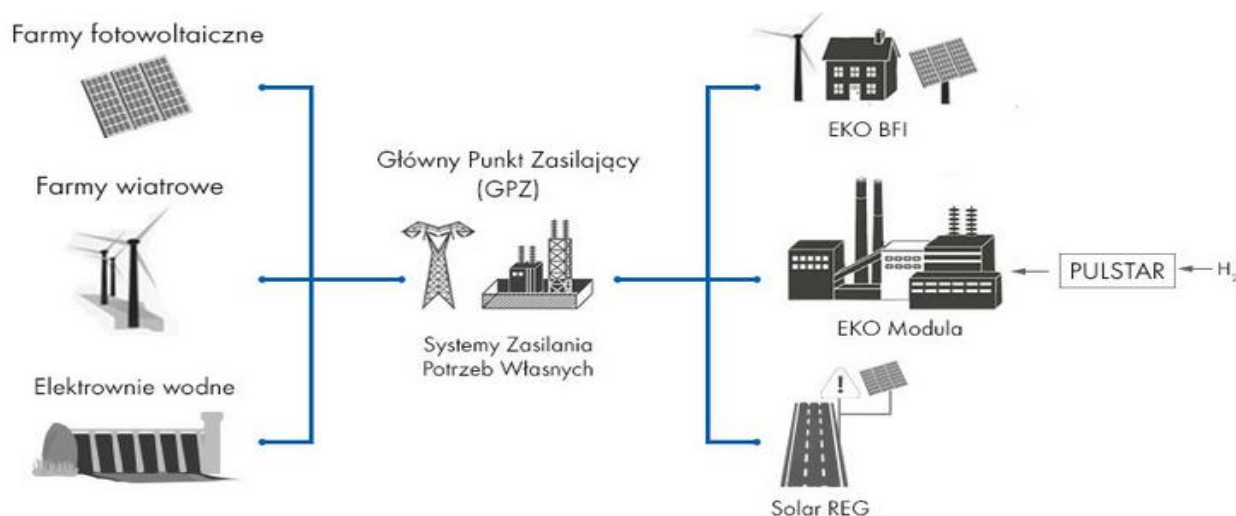 Farmy fotowoltaiczne
Farmy wiatrowe
Elektrownie wodne
Główny Punkt Zasilający
(GPZ)
Systemy Zasilania
Potrzeb Własnych
EKO BFI
!
EKO Modula
PULSTAR
H₂
Solar REG